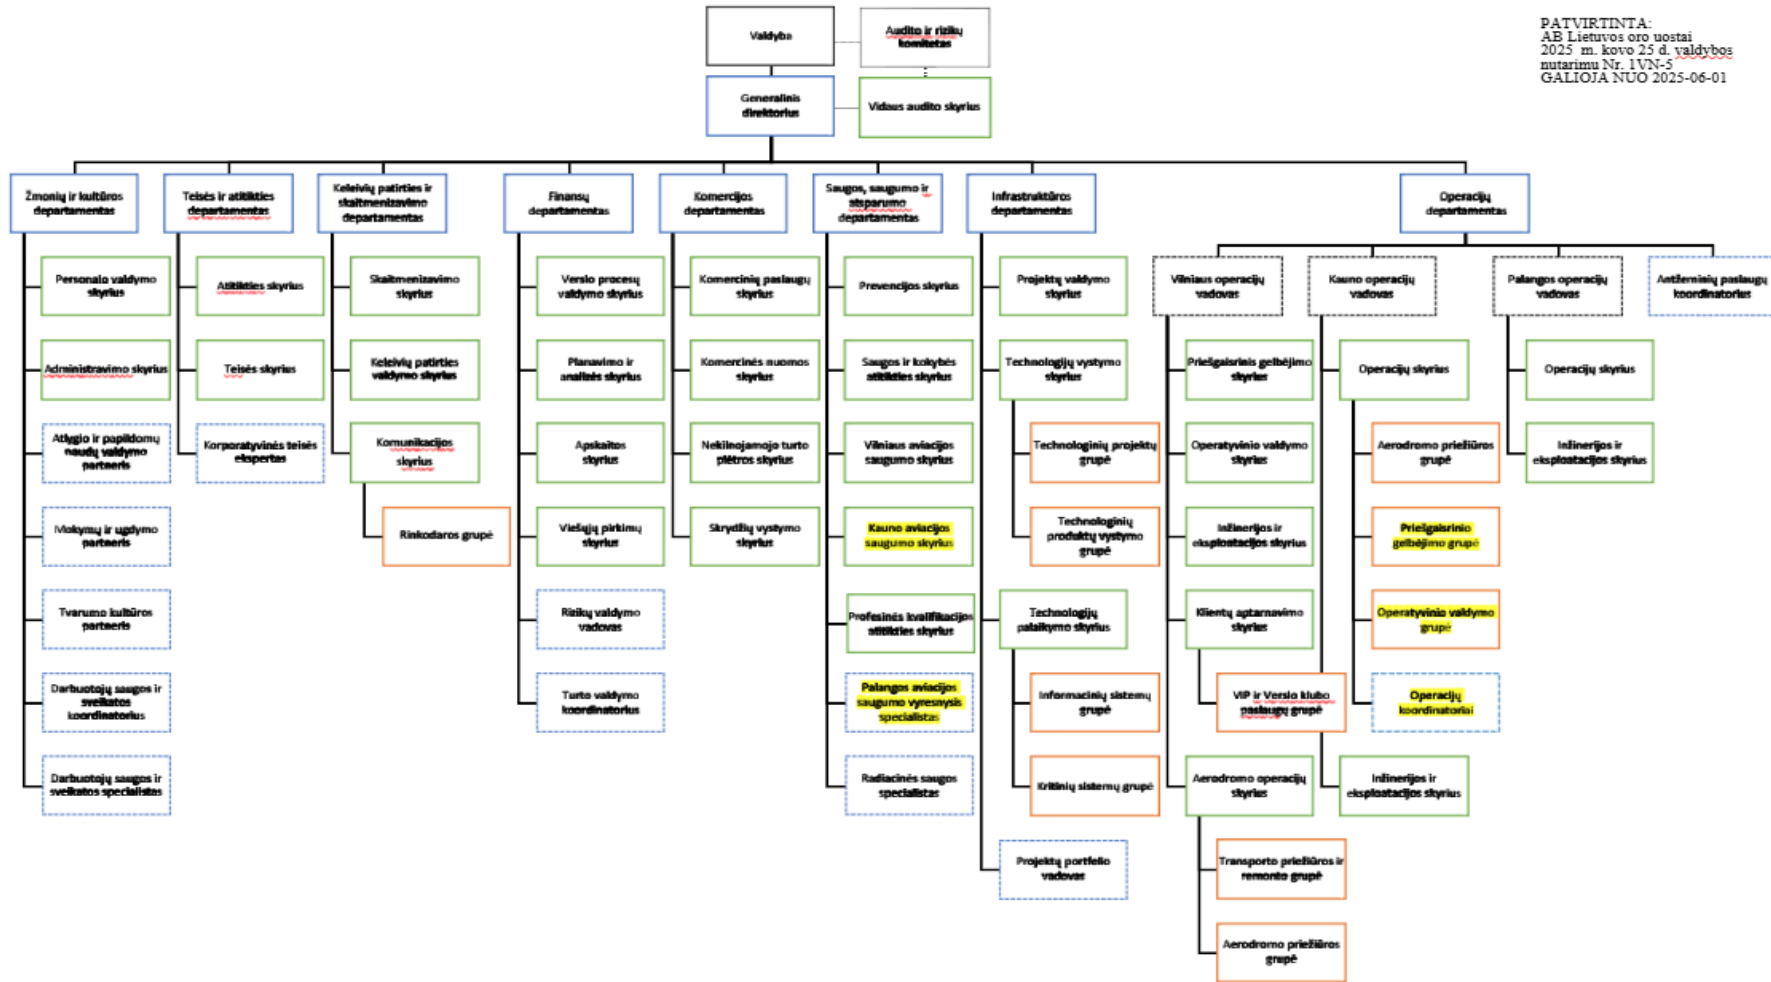 Valdyba
Audito ir rizikų
komitetas
PATVIRTINTA:
AB Lietuvos oro uostai
2025 m. kovo 25 d. valdybos
nutarimu Nr. 1VN-5
GALIOJA NUO 2025-06-01
Generalinis
direktorius
Vidaus audito skyrius
Žmonių ir kultūros
departamentas
Teisės ir atitikties
departamentas
Keleivių patirties ir
skaitmenizavimo
departamentas
Finansų
departamentas
Komercijos
departamentas
Saugos, saugumo ir
atsparumo
departamentas
Infrastruktūros
departamentas
Operacijų
departamentas
Personalo valdymo
skyrius
Administravimo skyrius
Atlygio ir papildomų
naudų valdymo
partneris
Mokymų ir ugdymo
partneris
Tvarumo kultūros
partneris
Darbuotojų saugos ir
sveikatos
koordinatorius
Darbuotojų saugos ir
sveikatos specialistas
Atitikties skyrius
Teisės skyrius
Korporatyvinės teisės
ekspertas
Skaitmenizavimo
skyrius
Keleivių patirties
valdymo skyrius
Komunikacijos
skyrius
Rinkodaros grupė
Verslo procesų
valdymo skyrius
Planavimo ir
analizės skyrius
Apskaitos
skyrius
Viešųjų pirkimų
skyrius
Rizikų valdymo
vadovas
Turto valdymo
koordinatorius
Komercinių paslaugų
skyrius
Komercinės nuomos
skyrius
Nekilnojamojo turto
plėtros skyrius
Skrydžių vystymo
skyrius
Prevencijos skyrius
Saugos ir kokybės
atitikties skyrius
Vilniaus aviacijos
saugumo skyrius
Kauno aviacijos
saugumo skyrius
Profesinės kvalifikacijos
atitikties skyrius
Palangos aviacijos
saugumo vyresnysis
specialistas
Radiacinės saugos
specialistas
Projektų valdymo
skyrius
Technologijų vystymo
skyrius
Technologinių projektų
grupė
Technologinių
produktų vystymo
grupė
Technologijų
palaikymo skyrius
Informacinių sistemų
grupė
Kritinių sistemų grupė
Projektų portfelio
vadovas
Vilniaus operacijų
vadovas
Priešgaisrinis gelbėjimo
skyrius
Operatyvinio valdymo
skyrius
Inžinerijos ir
eksploatacijos skyrius
Klientų aptarnavimo
skyrius
VIP ir Verslo klubo
paslaugų grupė
Aerodromo operacijų
skyrius
Transporto priežiūros ir
remonto grupė
Aerodromo priežiūros
grupė
Kauno operacijų
vadovas
Operacijų skyrius
Aerodromo priežiūros
grupė
Priešgaisrinio
gelbėjimo grupė
Operatyvinio valdymo
grupė
Operacijų
koordinatoriai
Inžinerijos ir
eksploatacijos skyrius
Palangos operacijų
vadovas
Operacijų skyrius
Inžinerijos ir
eksploatacijos skyrius
Antžeminių paslaugų
koordinatorius